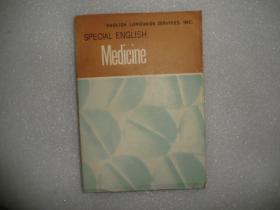 ENGLISH LANGUAGE SERVICES, INC.
SPECIAL ENGLISH
Medicine